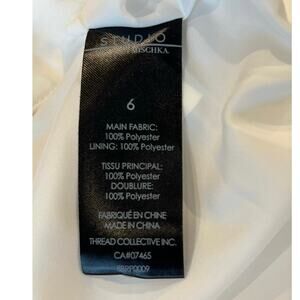 STUDIO
MISCHKA.
6
MAIN FABRIC:
100% Polyester
LINING: 100% Polyester
TISSU PRINCIPAL:
100% Polyester
DOUBLURE:
100% Polyester
FABRIQUÉ EN CHINE
MADE IN CHINA
THREAD COLLECTIVE INC.
CA#07465